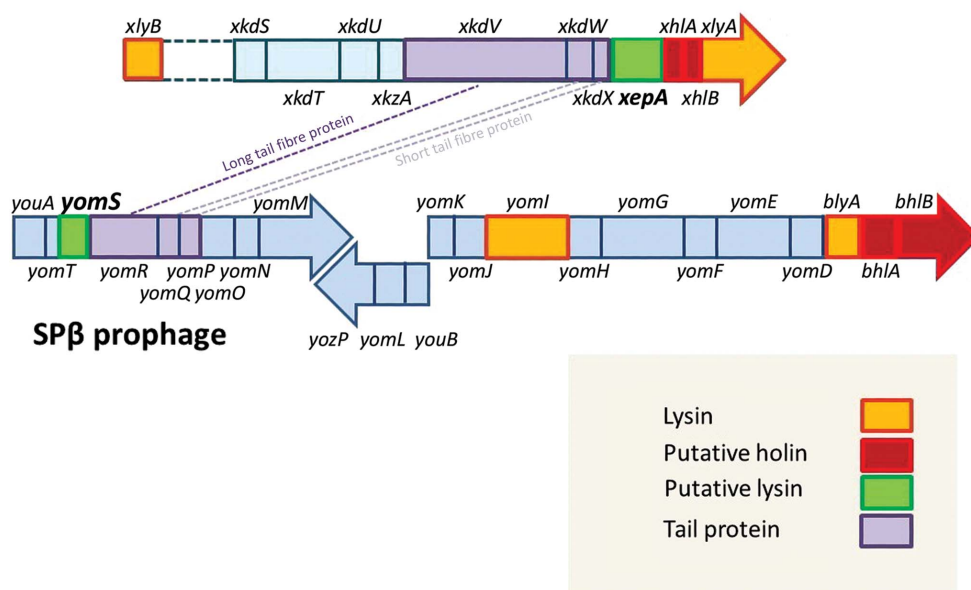 xlyB xkdS xkdU xkdV xkdW xhlA xlyA
xkdT xkzA xkdX xepA xhlB
Long tail fibre protein
Short tail fibre protein
youA yomS yomM yomK yomI yomG yomE blyA bhlB
yomT yomR yomP yomN yomJ yomH yomF yomD bhlA
yomQ yomO
SPβ prophage
yozP yomL youB
Lysin
Putative holin
Putative lysin
Tail protein